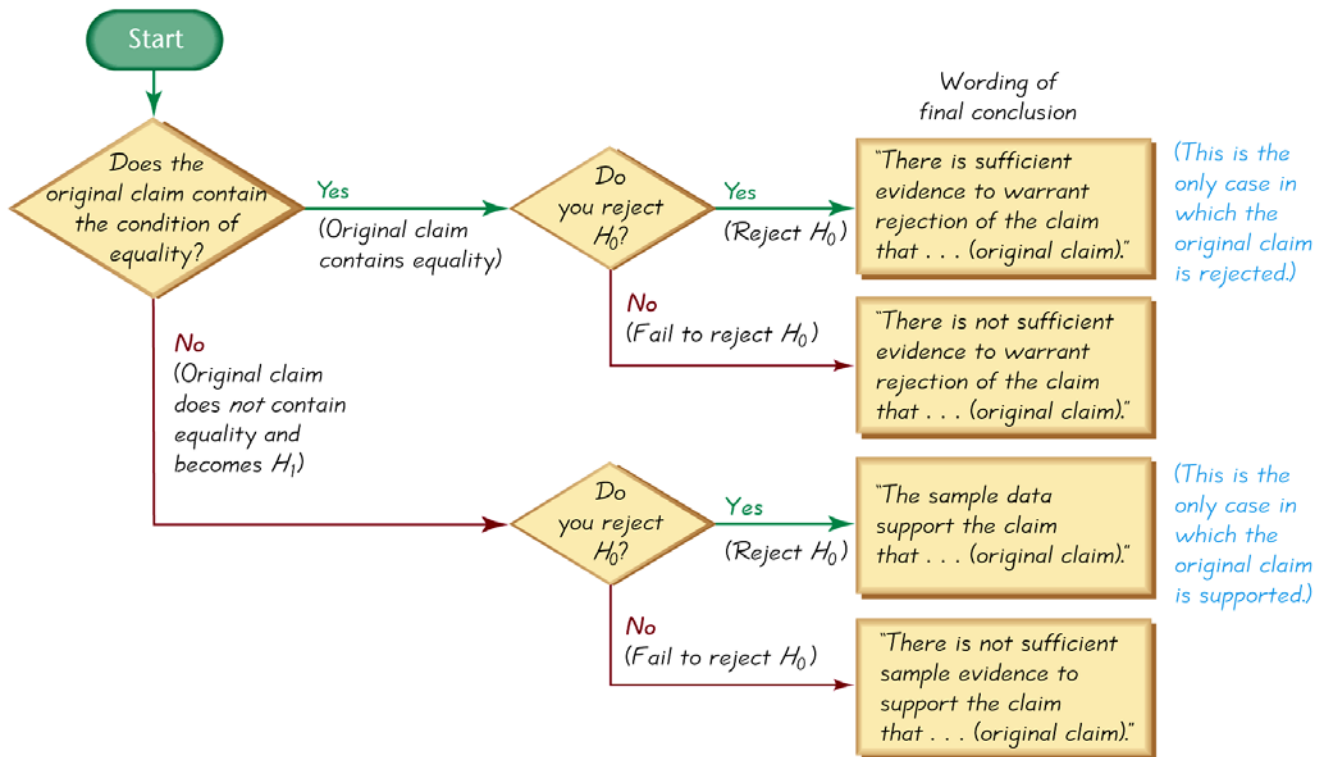 Start
Does the
original claim contain
the condition of
equality?
Yes
(Original claim
contains equality)
Do
you reject
H₀?
Yes
(Reject H₀)
Wording of
final conclusion
"There is sufficient
evidence to warrant
rejection of the claim
that . . . (original claim)."
(This is the
only case in
which the
original claim
is rejected.)
No
(Fail to reject H₀)
"There is not sufficient
evidence to warrant
rejection of the claim
that . . . (original claim)."
No
(Original claim
does not contain
equality and
becomes H₁)
Do
you reject
H₀?
Yes
(Reject H₀)
"The sample data
support the claim
that . . . (original claim)."
(This is the
only case in
which the
original claim
is supported.)
No
(Fail to reject H₀)
"There is not sufficient
sample evidence to
support the claim
that . . . (original claim)."